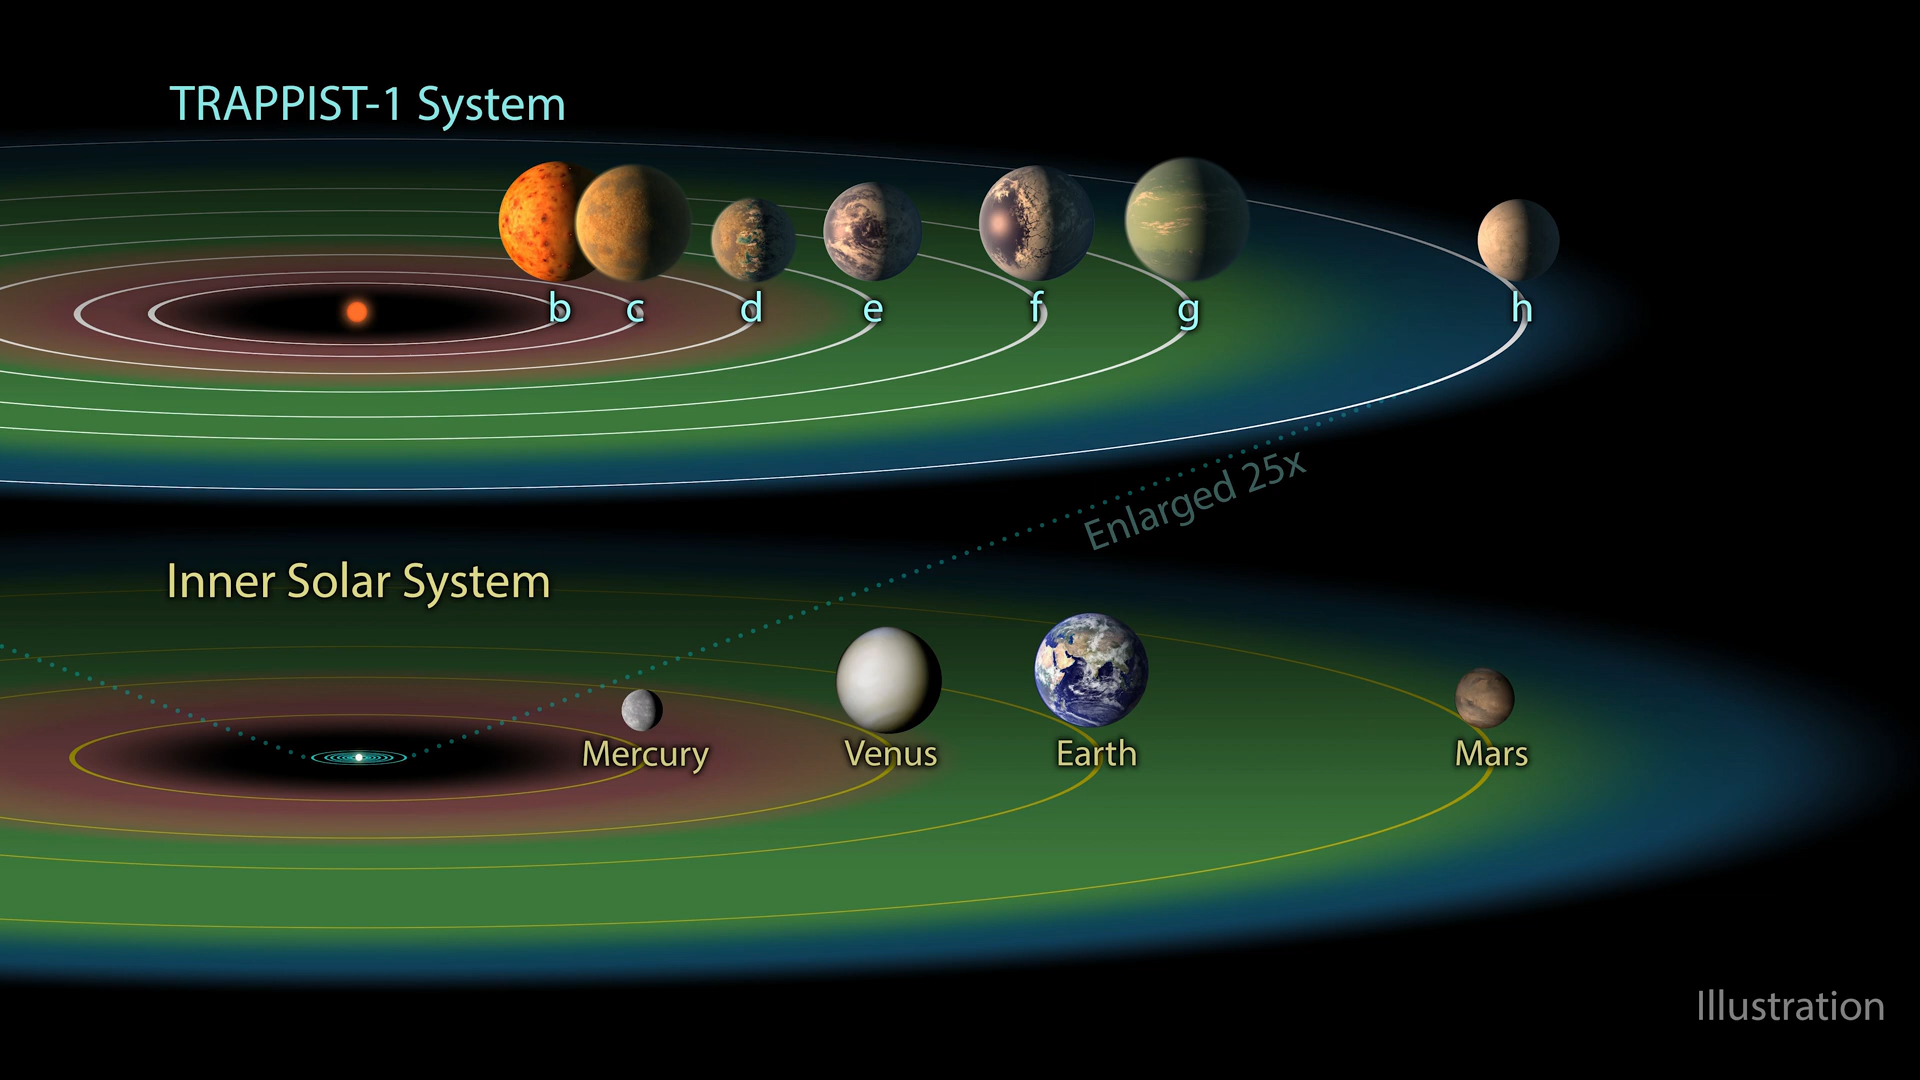 TRAPPIST-1 System
b c d e f g h
Enlarged 25x
Inner Solar System
Mercury Venus Earth Mars
Illustration